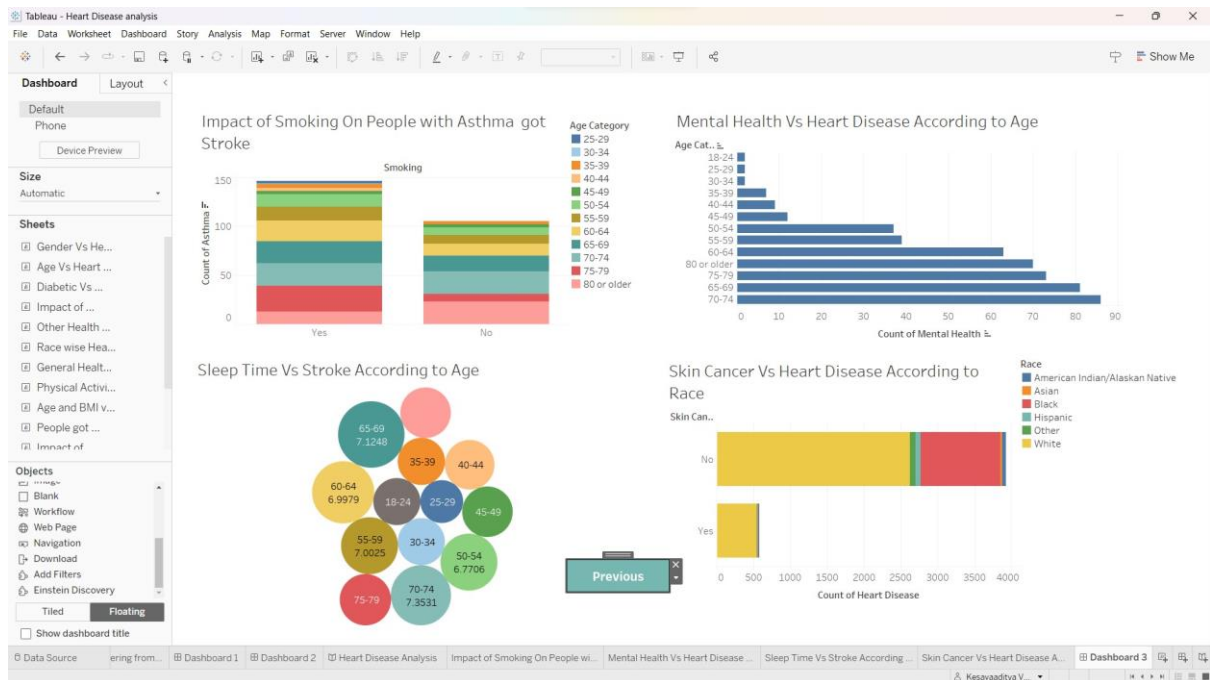 Tableau - Heart Disease analysis
File Data Worksheet Dashboard Story Analysis Map Format Server Window Help
Show Me
Dashboard Layout
Default
Phone
Device Preview
Size
Automatic
Sheets
Gender Vs He...
Age Vs Heart ...
Diabetic Vs ...
Impact of ...
Other Health ...
Race wise Hea...
General Healt...
Physical Activi...
Age and BMI v...
People got ...
Impact of
Objects
Image
Blank
Workflow
Web Page
Navigation
Download
Add Filters
Einstein Discovery
Tiled Floating
Show dashboard title
Impact of Smoking On People with Asthma got
Stroke
Smoking
150
100
50
0
Count of Asthma
Yes No
Age Category
25-29
30-34
35-39
40-44
45-49
50-54
55-59
60-64
65-69
70-74
75-79
80 or older
Mental Health Vs Heart Disease According to Age
Age Cat..
18-24
25-29
30-34
35-39
40-44
45-49
50-54
55-59
60-64
80 or older
75-79
65-69
70-74
0 10 20 30 40 50 60 70 80 90
Count of Mental Health
Sleep Time Vs Stroke According to Age
65-69
7.1248
35-39
40-44
60-64
6.9979
18-24
25-29
45-49
55-59
7.0025
30-34
50-54
6.7706
75-79
70-74
7.3531
Previous
Skin Cancer Vs Heart Disease According to
Race
Skin Can..
No
Yes
0 500 1000 1500 2000 2500 3000 3500 4000
Count of Heart Disease
Race
American Indian/Alaskan Native
Asian
Black
Hispanic
Other
White
Data Source ering from... Dashboard 1 Dashboard 2 Heart Disease Analysis Impact of Smoking On People wi... Mental Health Vs Heart Disease ... Sleep Time Vs Stroke According ... Skin Cancer Vs Heart Disease A... Dashboard 3
Kesavaaditya V...